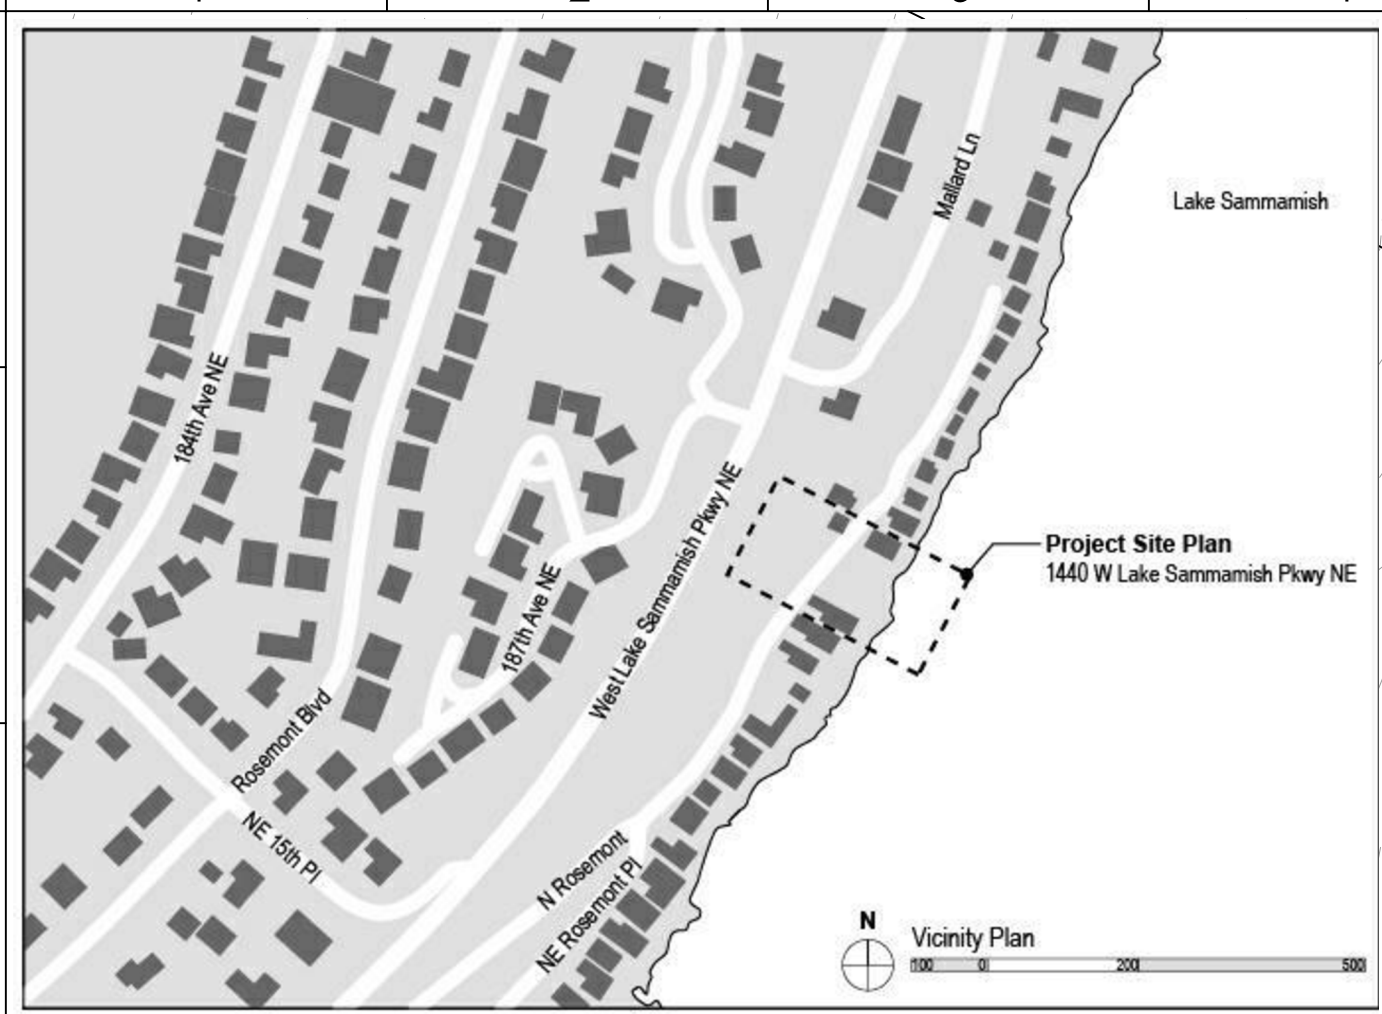 Mallard Ln
Lake Sammamish
184th Ave NE
West Lake Sammamish Pkwy NE
Project Site Plan
1440 W Lake Sammamish Pkwy NE
187th Ave NE
Rosemont Blvd
NE 15th Pl
N Rosemont
NE Rosemont Pl
N
Vicinity Plan
100 0 200 500